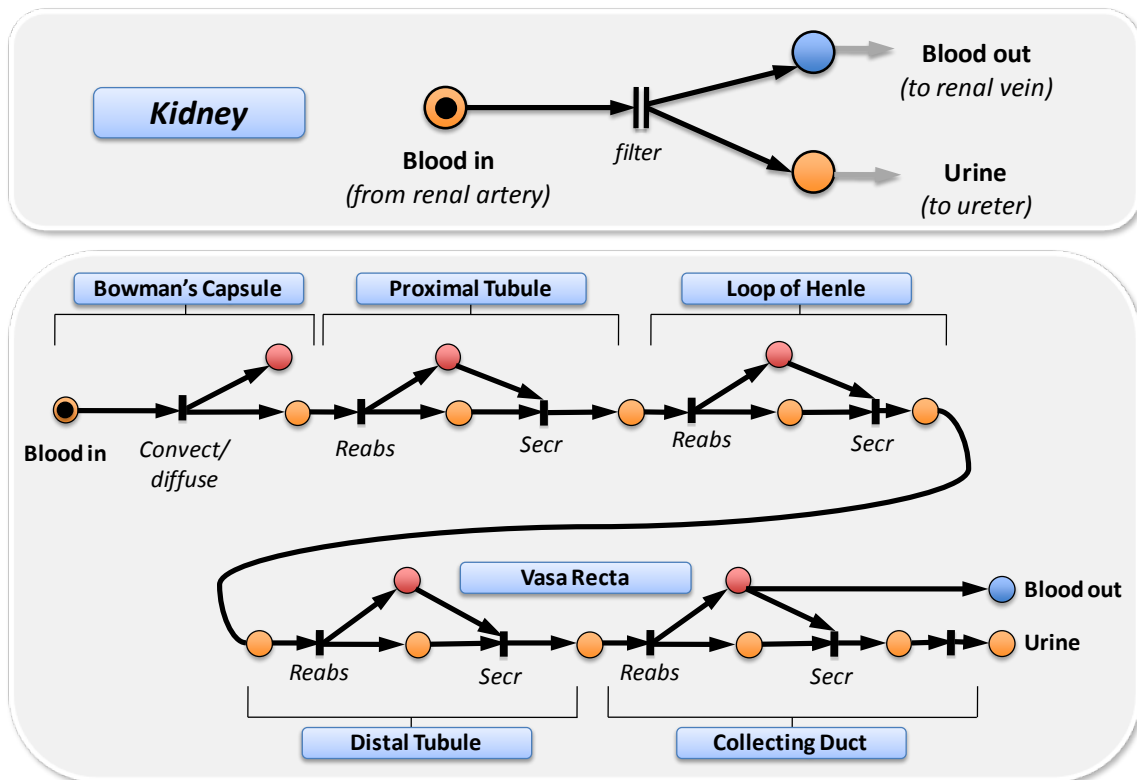 Kidney
Blood in
(from renal artery)
filter
Blood out
(to renal vein)
Urine
(to ureter)
Bowman's Capsule
Proximal Tubule
Loop of Henle
Blood in
Convect/
diffuse
Reabs
Secr
Reabs
Secr
Vasa Recta
Blood out
Urine
Reabs
Secr
Reabs
Secr
Distal Tubule
Collecting Duct